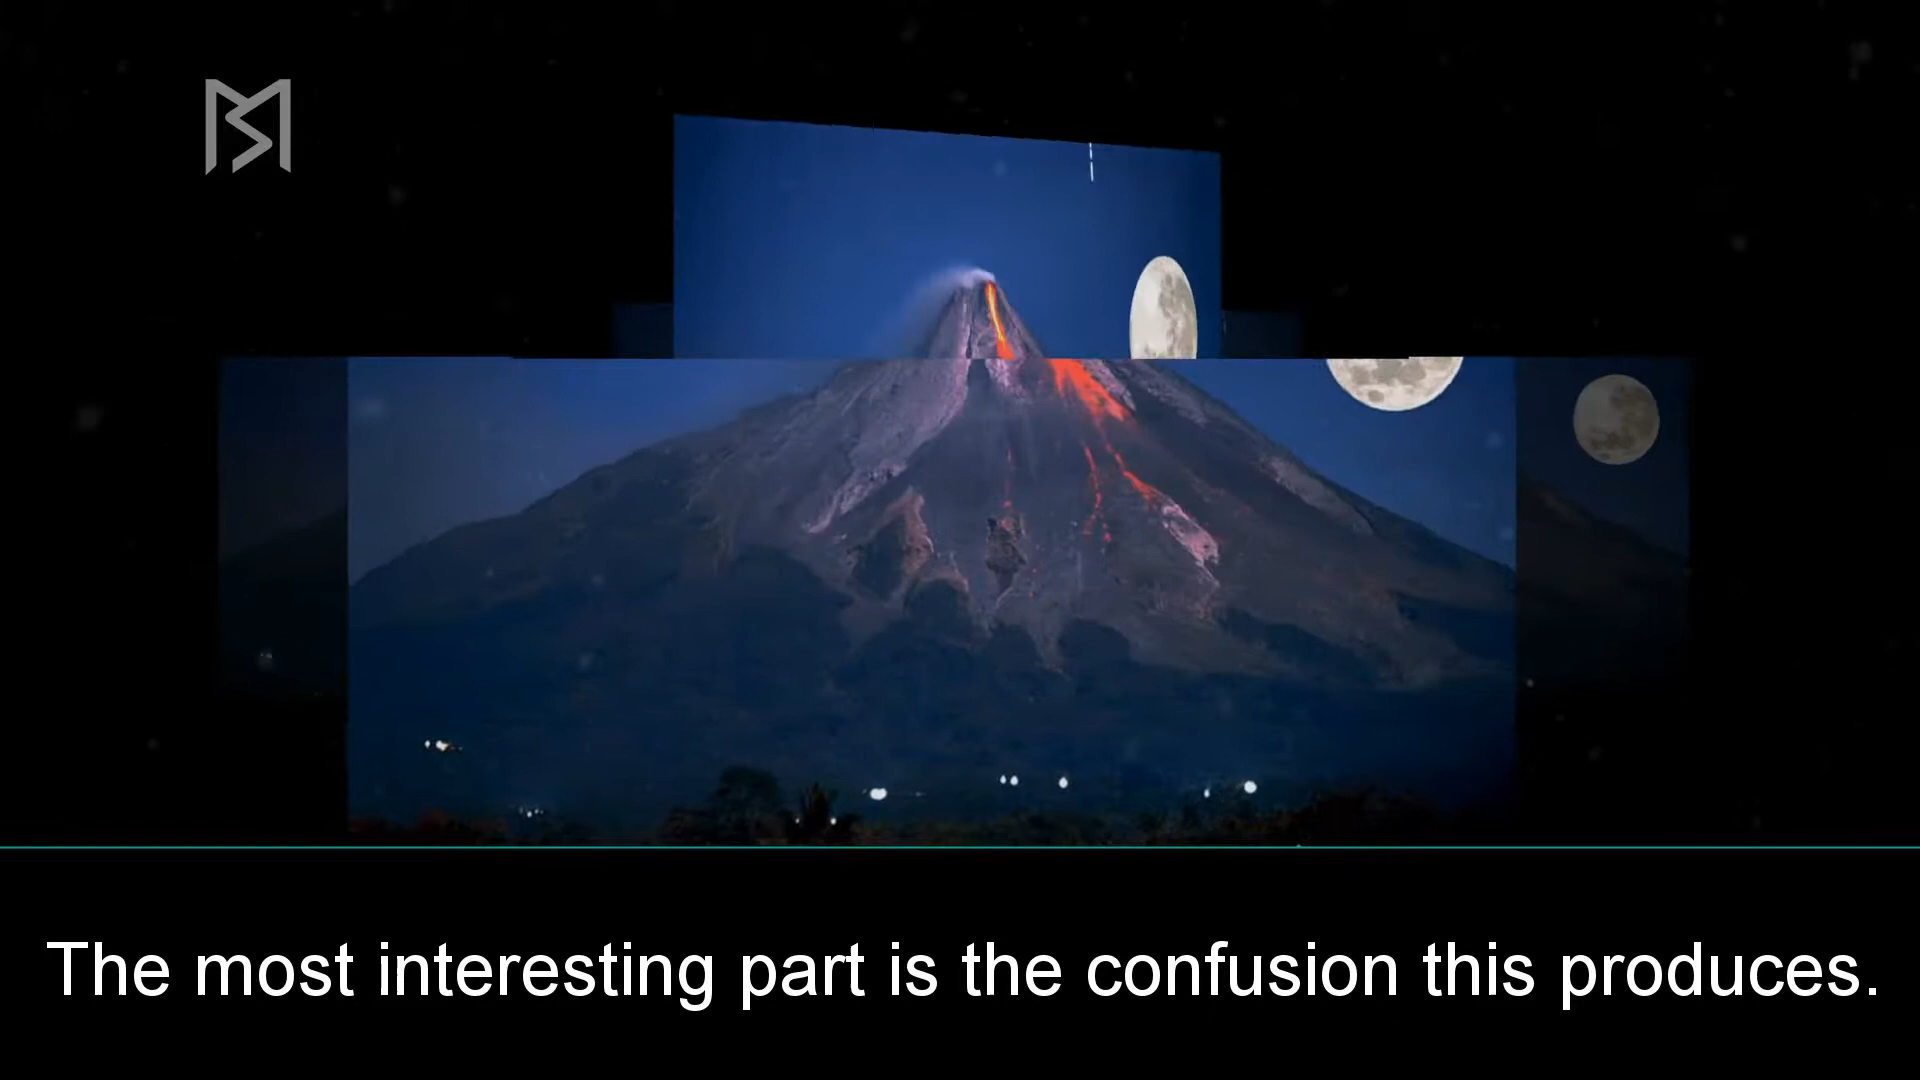 The most interesting part is the confusion this produces.